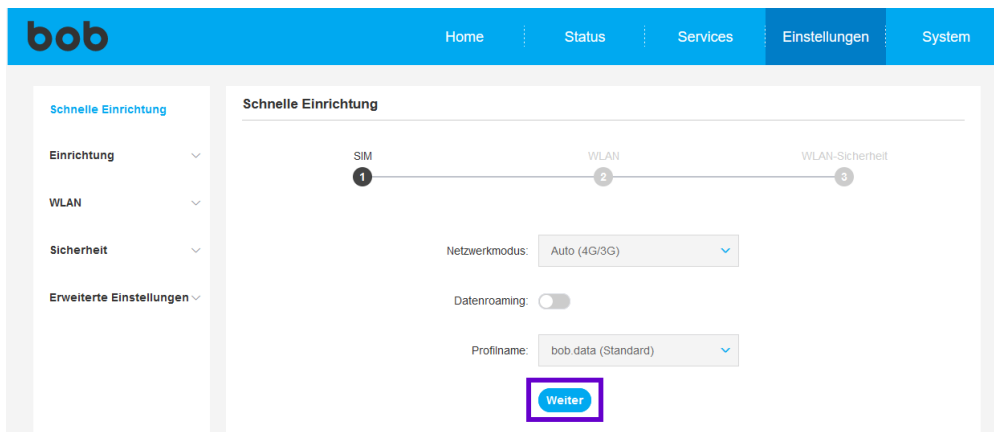 bob
Home Status Services Einstellungen System
Schnelle Einrichtung
Einrichtung
WLAN
Sicherheit
Erweiterte Einstellungen
Schnelle Einrichtung
SIM WLAN WLAN-Sicherheit
1 2 3
Netzwerkmodus: Auto (4G/3G)
Datenroaming:
Profilname: bob.data (Standard)
Weiter